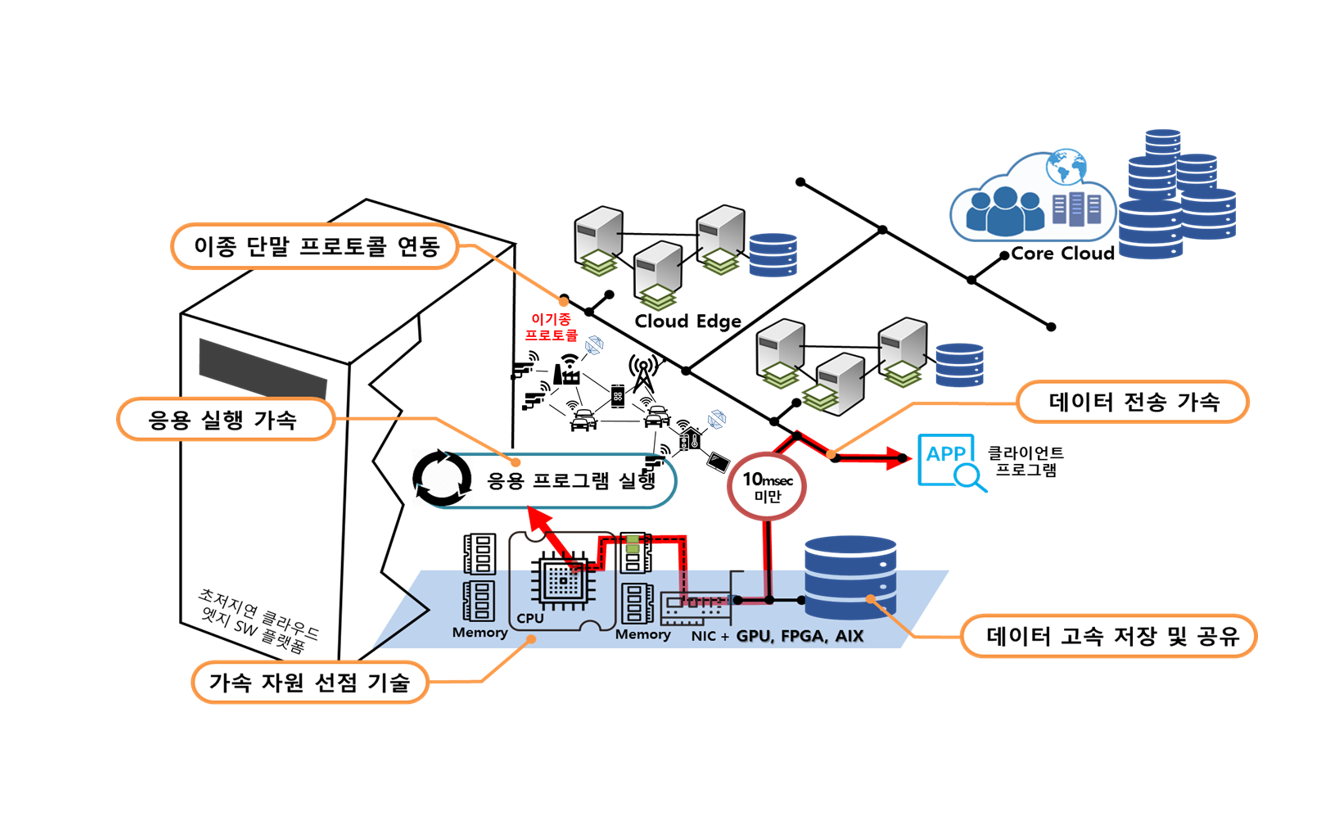 이종 단말 프로토콜 연동
Core Cloud
Cloud Edge
이기종
프로토콜
응용 실행 가속
데이터 전송 가속
APP
클라이언트
프로그램
응용 프로그램 실행
10msec
미만
초저지연 클라우드
엣지 SW 플랫폼
CPU
Memory
Memory
NIC + GPU, FPGA, AIX
데이터 고속 저장 및 공유
가속 자원 선점 기술